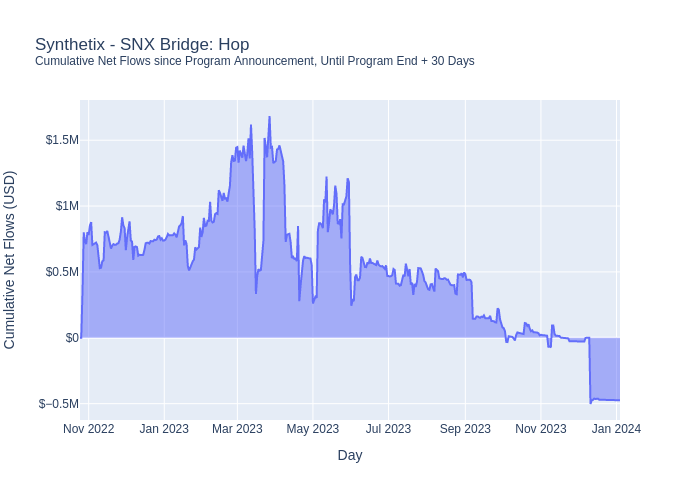 Synthetix - SNX Bridge: Hop
Cumulative Net Flows since Program Announcement, Until Program End + 30 Days
Cumulative Net Flows (USD)
$1.5M
$1M
$0.5M
$0
$−0.5M
Nov 2022 Jan 2023 Mar 2023 May 2023 Jul 2023 Sep 2023 Nov 2023 Jan 2024
Day